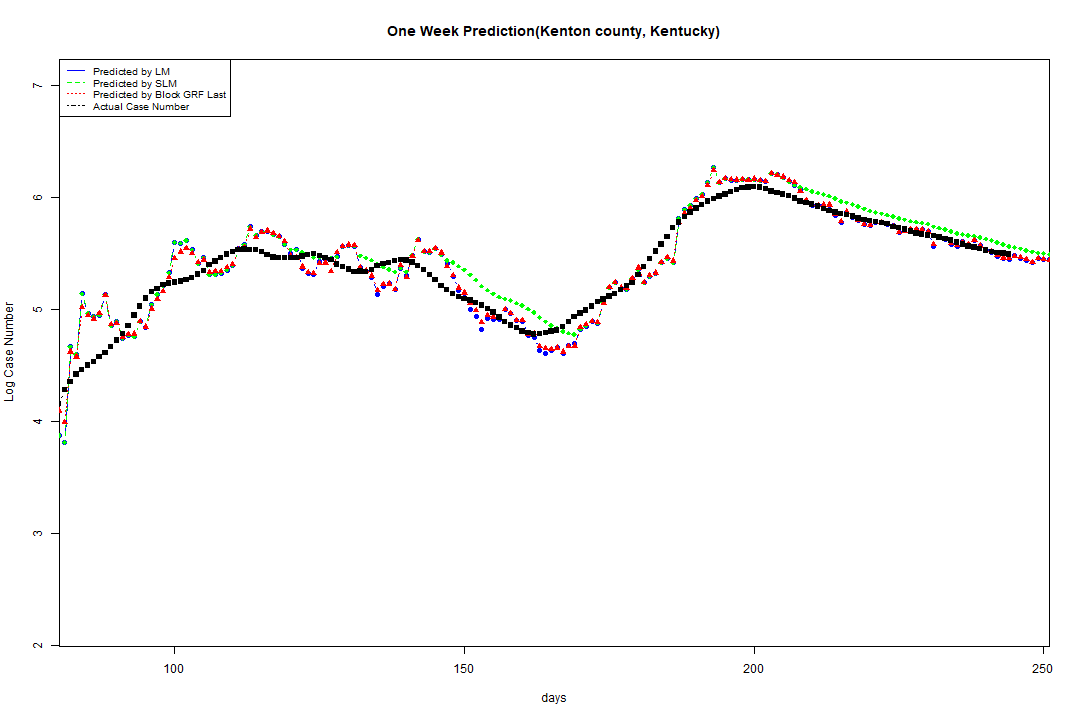 One Week Prediction(Kenton county, Kentucky)
Predicted by LM
Predicted by SLM
Predicted by Block GRF Last
Actual Case Number
7
6
5
4
3
2
Log Case Number
100 150 200 250
days